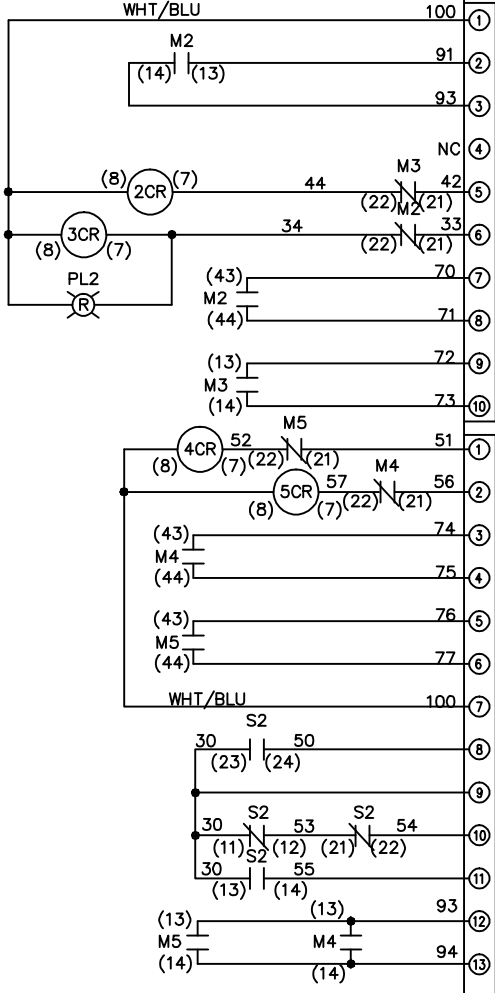 WHT/BLU 100 1
M2 91 2
(14) (13)
93 3
NC 4
(8) 2CR (7) 44 M3 42 5
(22) (21)
3CR 34 M2 33 6
(8) (7) (22) (21)
PL2
R
(43) 70 7
M2
(44) 71 8
(13) 72 9
M3
(14) 73 10
4CR 52 M5 51 1
(8) (7) (22) (21)
5CR 57 M4 56 2
(8) (7) (22) (21)
(43) 74 3
M4
(44) 75 4
(43) 76 5
M5
(44) 77 6
WHT/BLU 100 7
S2
30 50 8
(23) (24)
9
S2 S2
30 53 54 10
(11) (12) (21) (22)
S2
30 55 11
(13) (14)
(13) (13) 93 12
M5 M4
(14) (14) 94 13